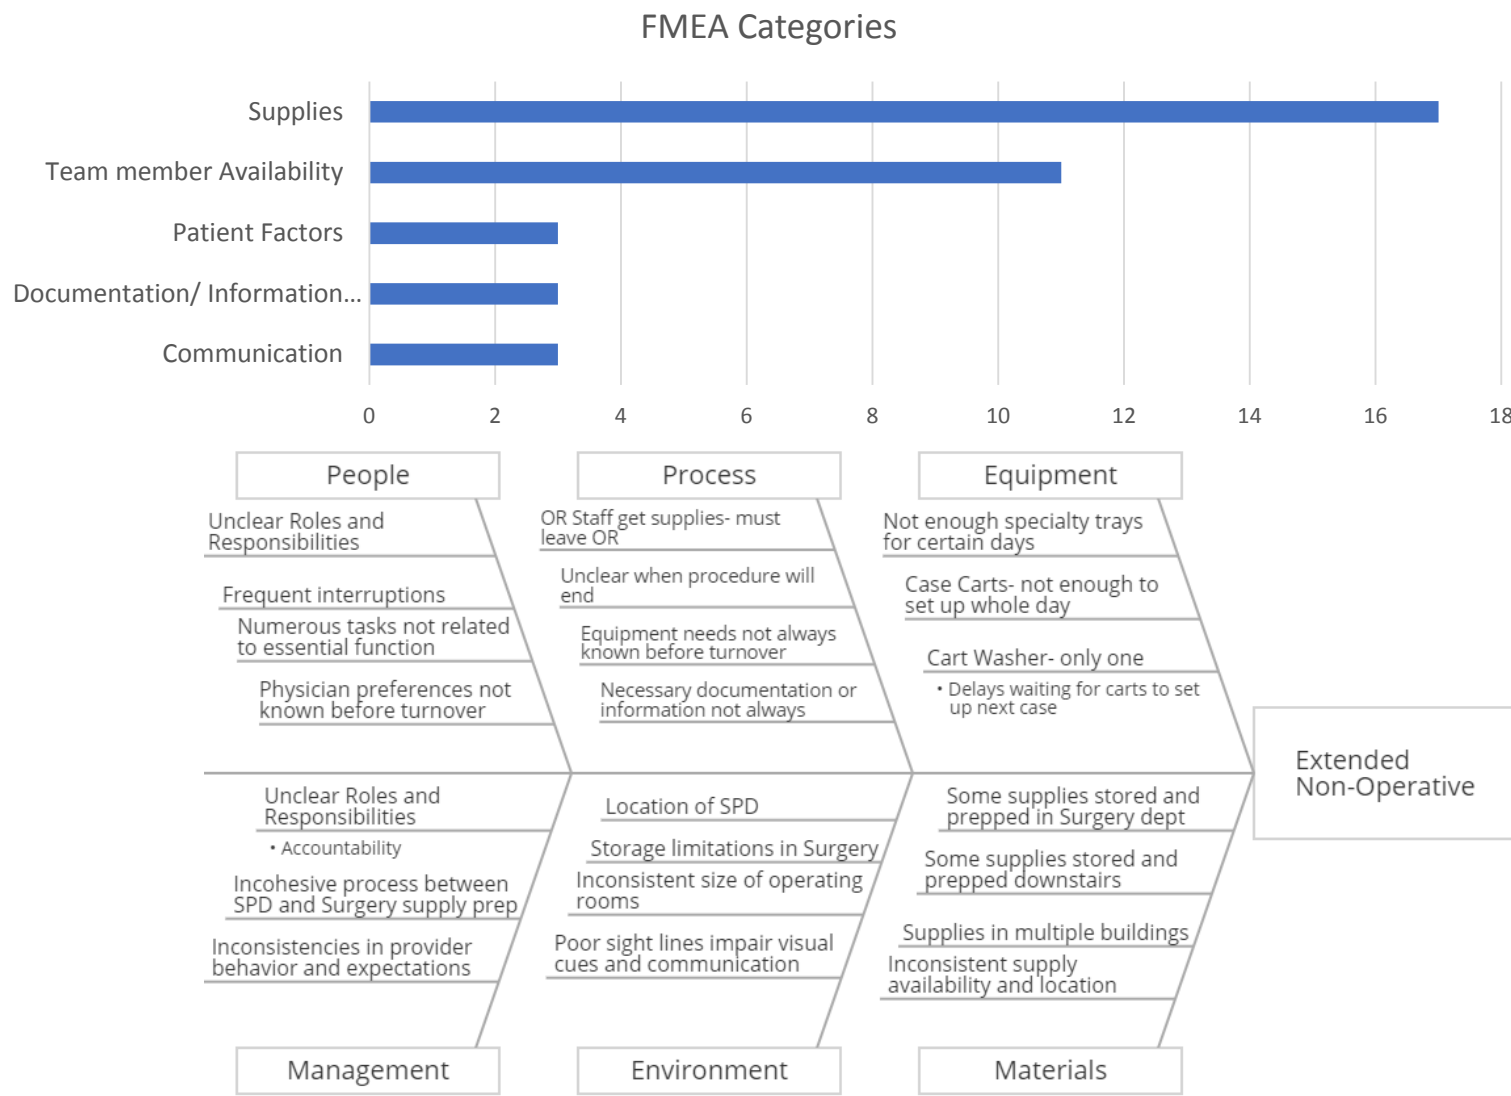 FMEA Categories
Supplies
Team member Availability
Patient Factors
Documentation/ Information...
Communication
0 2 4 6 8 10 12 14 16 18
People
Unclear Roles and
Responsibilities
Frequent interruptions
Numerous tasks not related
to essential function
Physician preferences not
known before turnover
Process
OR Staff get supplies- must
leave OR
Unclear when procedure will
end
Equipment needs not always
known before turnover
Necessary documentation or
information not always
Equipment
Not enough specialty trays
for certain days
Case Carts- not enough to
set up whole day
Cart Washer- only one
• Delays waiting for carts to set
up next case
Extended
Non-Operative
Unclear Roles and
Responsibilities
• Accountability
Incohesive process between
SPD and Surgery supply prep
Inconsistencies in provider
behavior and expectations
Management
Location of SPD
Storage limitations in Surgery
Inconsistent size of operating
rooms
Poor sight lines impair visual
cues and communication
Environment
Some supplies stored and
prepped in Surgery dept
Some supplies stored and
prepped downstairs
Supplies in multiple buildings
Inconsistent supply
availability and location
Materials